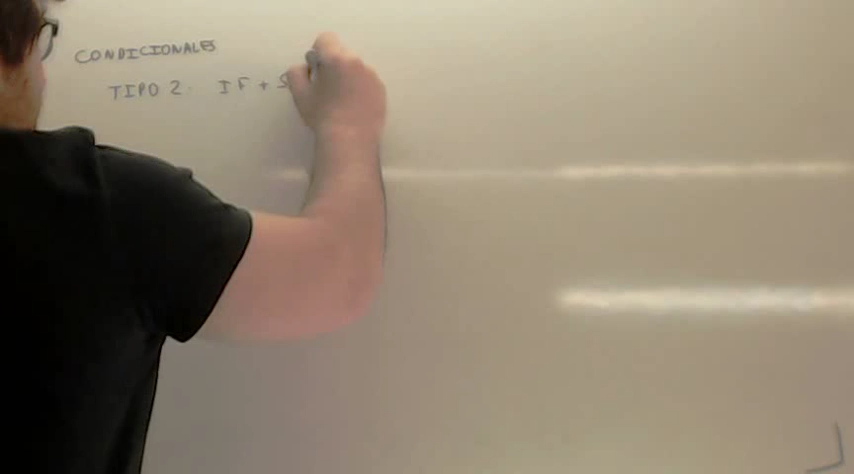 CONDICIONALES
TIPO 2. IF + S